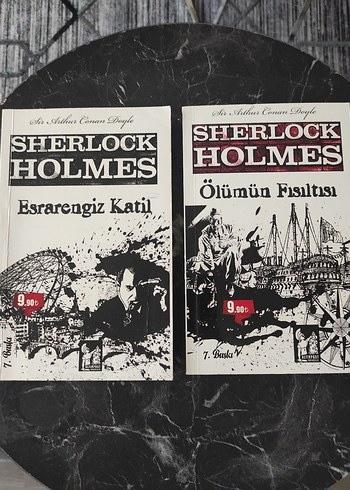 Sir Arthur Conan Doyle
SHERLOCK
HOLMES
Esrarengiz Katil
9.90₺
7. Baskı
Sir Arthur Conan Doyle
SHERLOCK
HOLMES
Ölümün Fısıltısı
9.90₺
7. Baskı